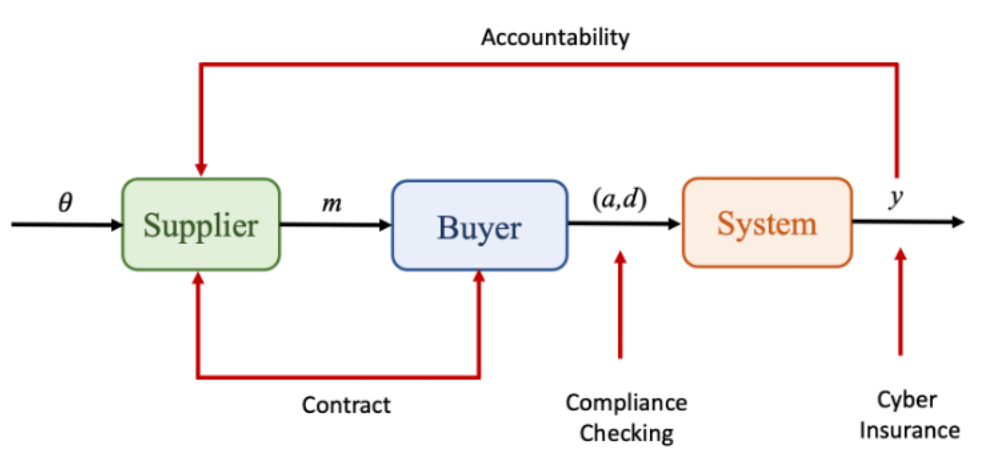 Accountability
θ
Supplier
m
Buyer
(a,d)
System
y
Contract
Compliance
Checking
Cyber
Insurance